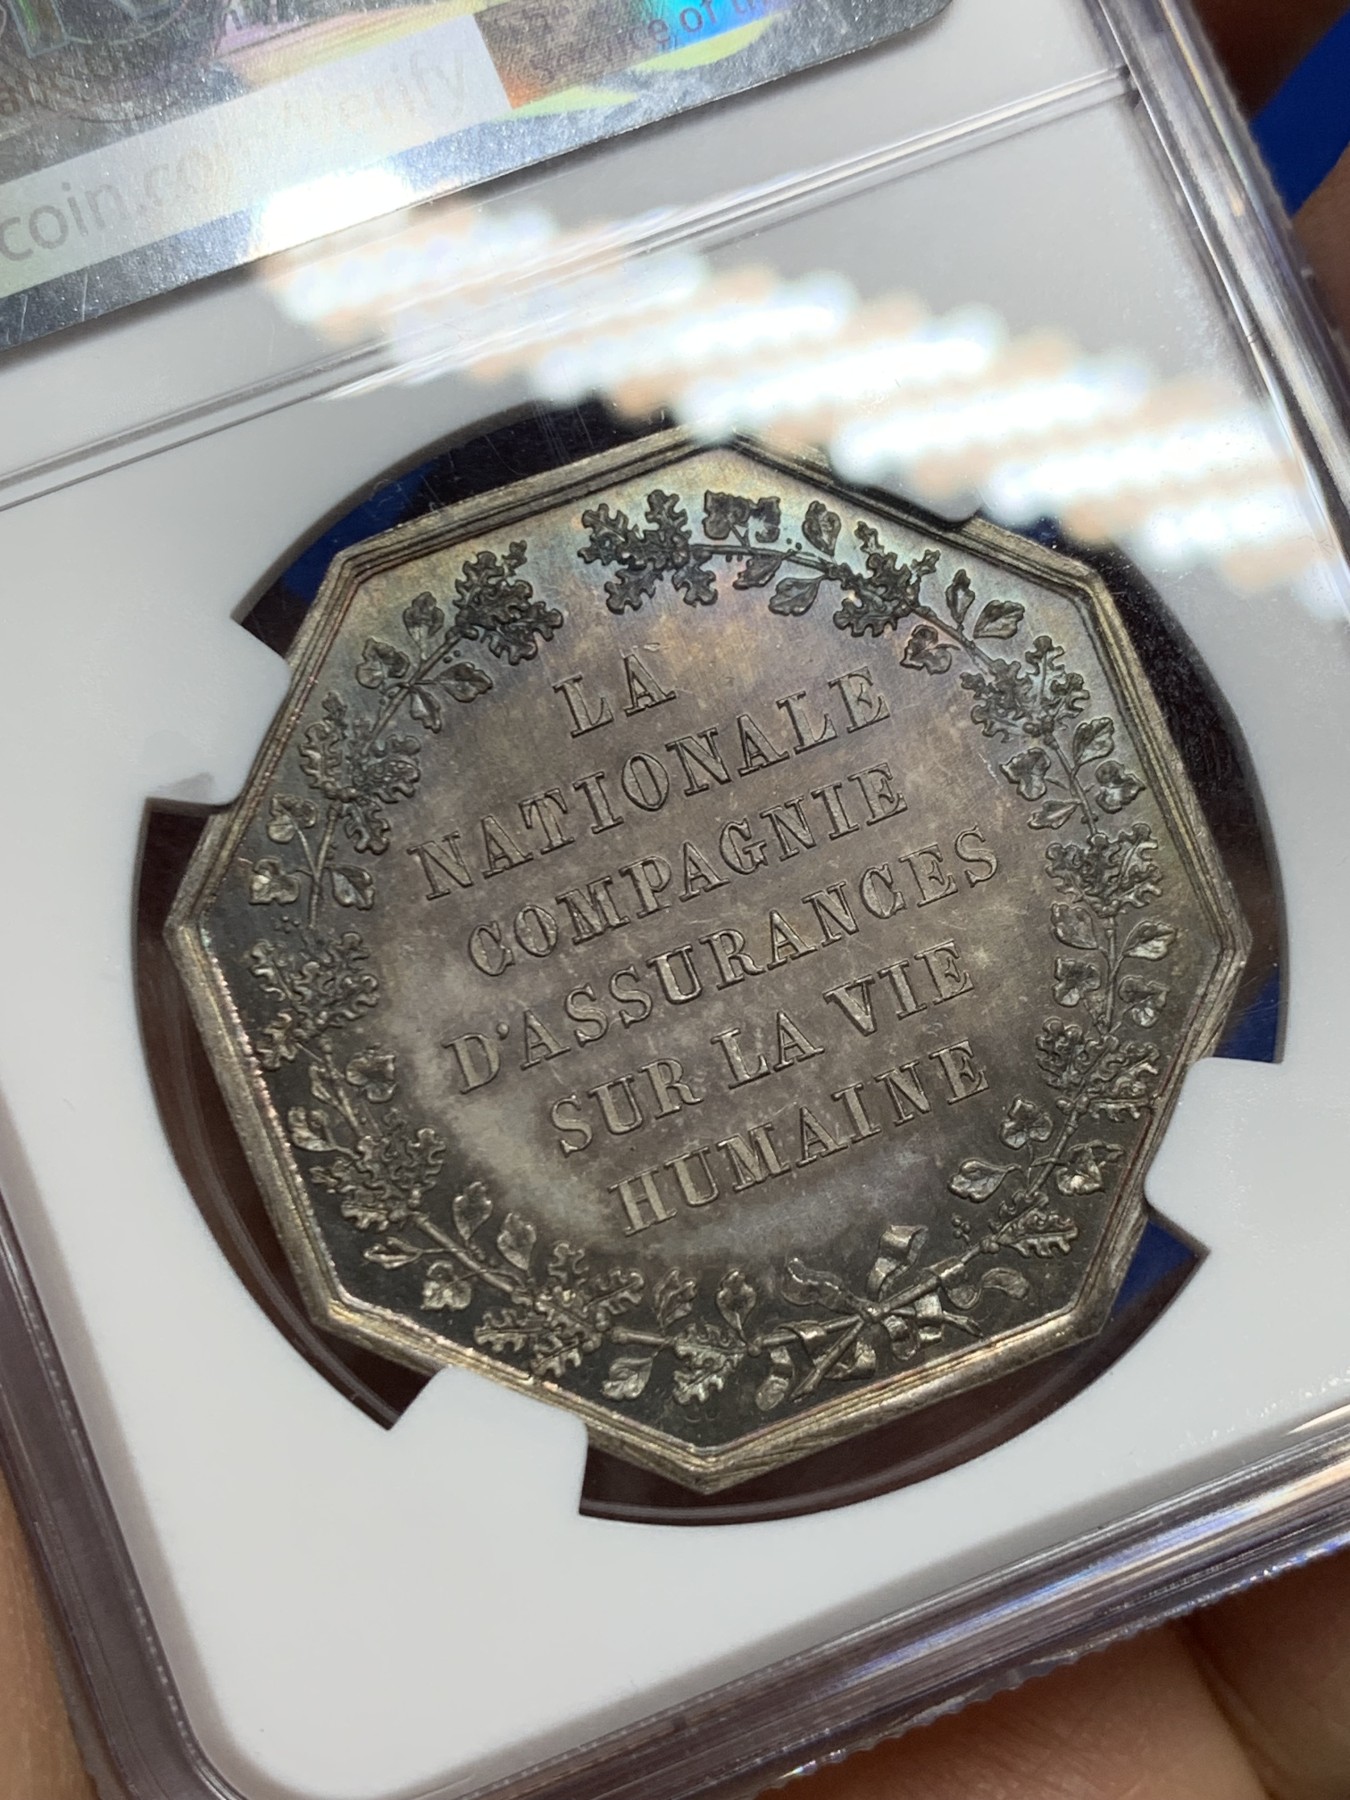 coin.com/verify
LA
NATIONALE
COMPAGNIE
D'ASSURANCES
SUR LA VIE
HUMAINE